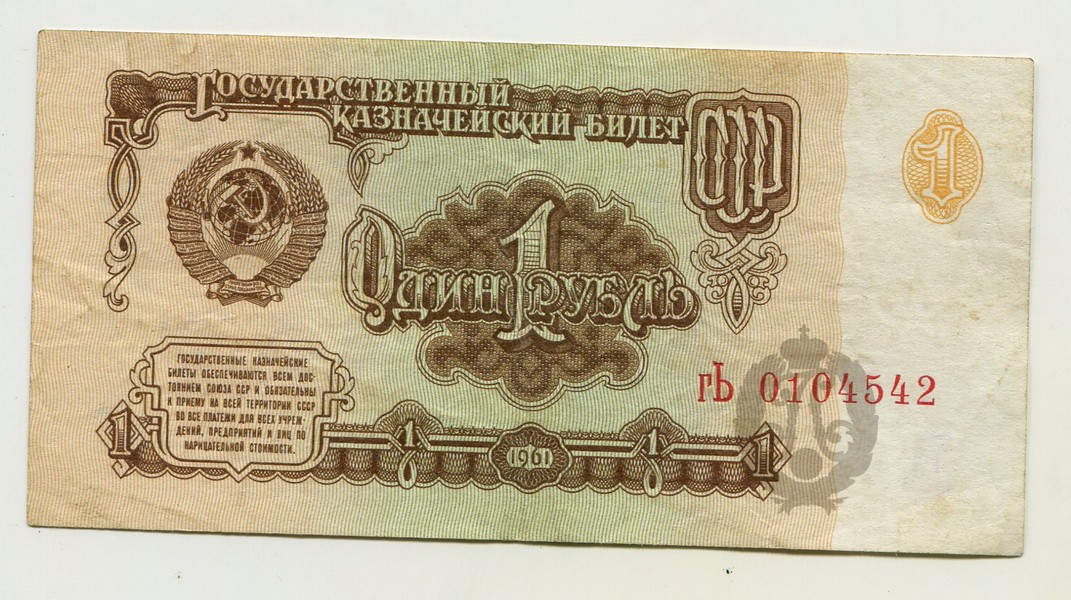 ГОСУДАРСТВЕННЫЙ
КАЗНАЧЕЙСКИЙ БИЛЕТ
СССР
1
ОДИН 1 РУБЛЬ
ГОСУДАРСТВЕННЫЕ КАЗНАЧЕЙСКИЕ
БИЛЕТЫ ОБЕСПЕЧИВАЮТСЯ ВСЕМ ДОС-
ТОЯНИЕМ СОЮЗА ССР И ОБЯЗАТЕЛЬНЫ
К ПРИЕМУ НА ВСЕЙ ТЕРРИТОРИИ СССР
ВО ВСЕ ПЛАТЕЖИ ДЛЯ ВСЕХ УЧРЕЖ-
ДЕНИЙ, ПРЕДПРИЯТИЙ И ЛИЦ ПО
НАРИЦАТЕЛЬНОЙ СТОИМОСТИ.
гЬ 0104542
1 1 1961 1 1